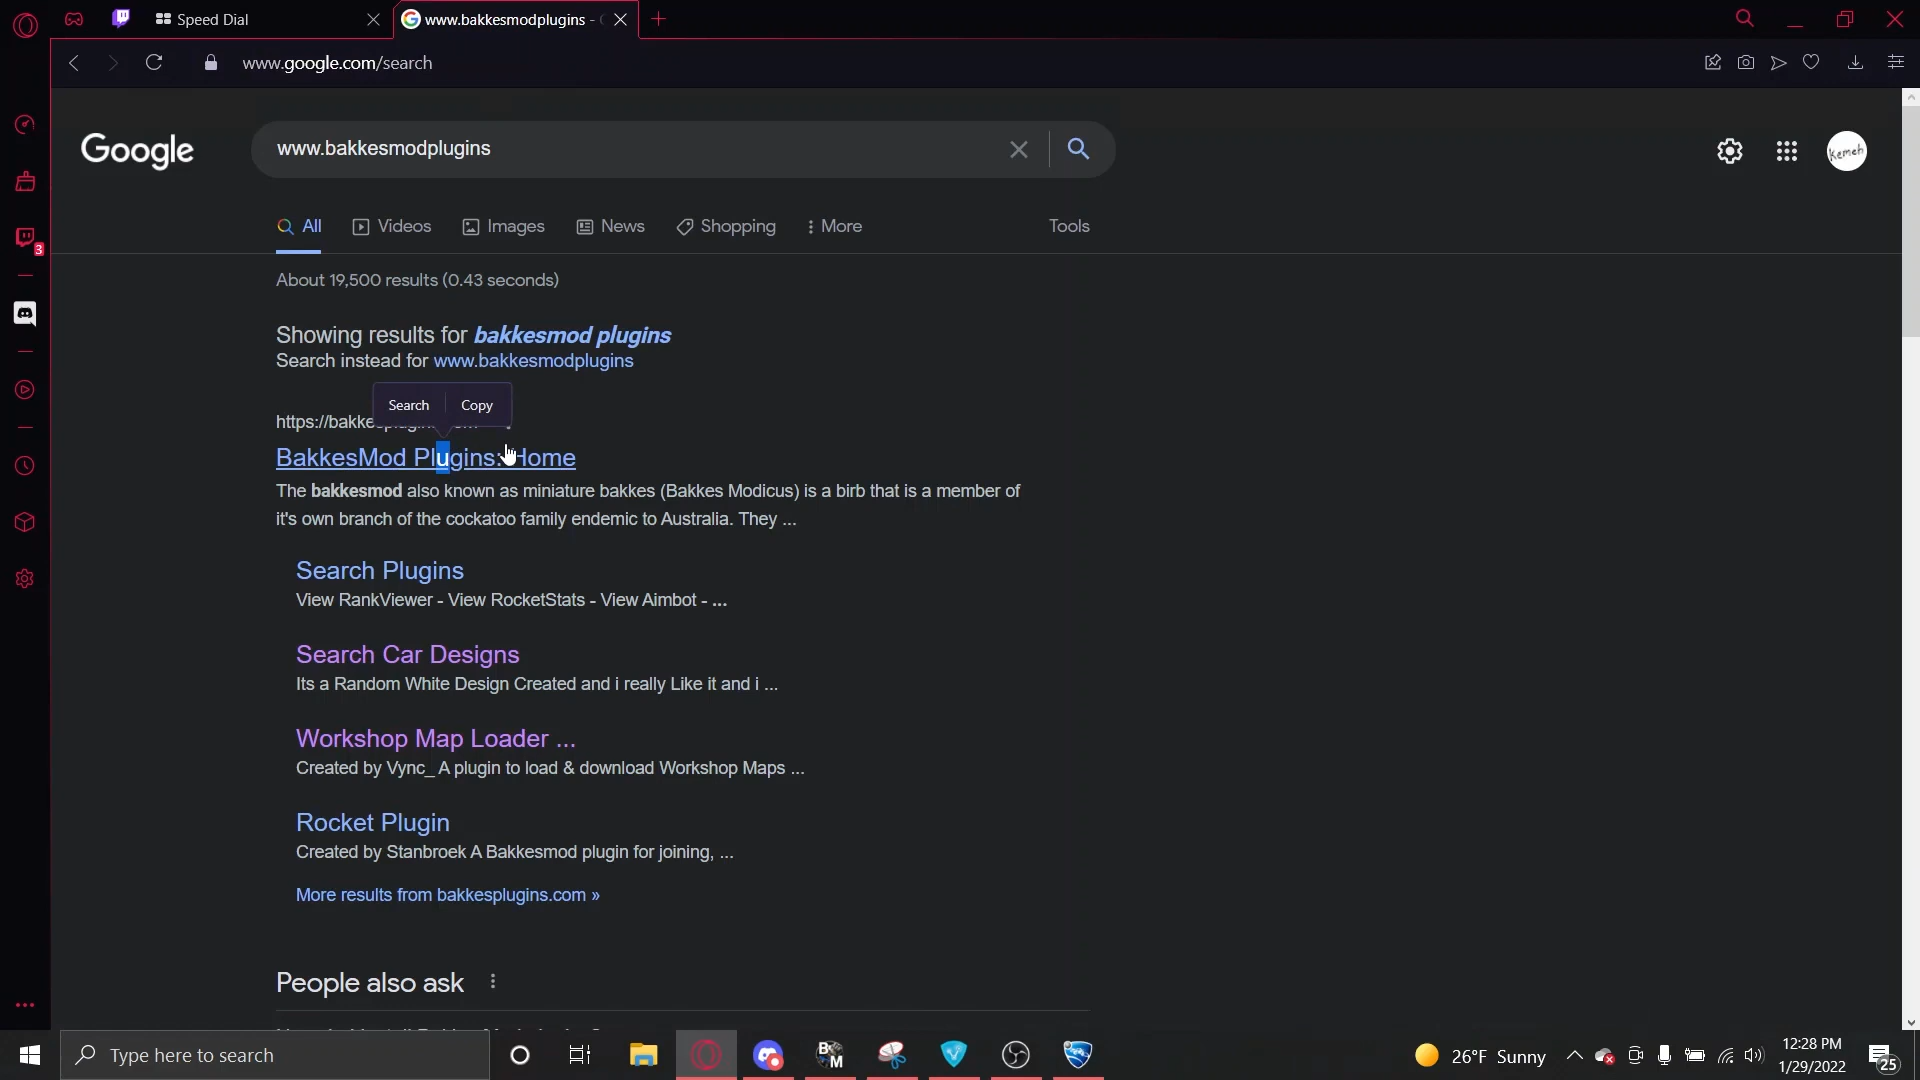 Speed Dial
www.bakkesmodplugins -
www.google.com/search
Google
www.bakkesmodplugins
Kemeh
All
Videos
Images
News
Shopping
More
Tools
About 19,500 results (0.43 seconds)
Showing results for bakkesmod plugins
Search instead for www.bakkesmodplugins
Search
Copy
BakkesMod Plugins: Home
The bakkesmod also known as miniature bakkes (Bakkes Modicus) is a birb that is a member of
it's own branch of the cockatoo family endemic to Australia. They ...
Search Plugins
View RankViewer - View RocketStats - View Aimbot - ...
Search Car Designs
Its a Random White Design Created and i really Like it and i ...
Workshop Map Loader ...
Created by Vync_ A plugin to load & download Workshop Maps ...
Rocket Plugin
Created by Stanbroek A Bakkesmod plugin for joining, ...
More results from bakkesplugins.com »
People also ask
3
Type here to search
BM
26°F Sunny
12:28 PM
1/29/2022
25